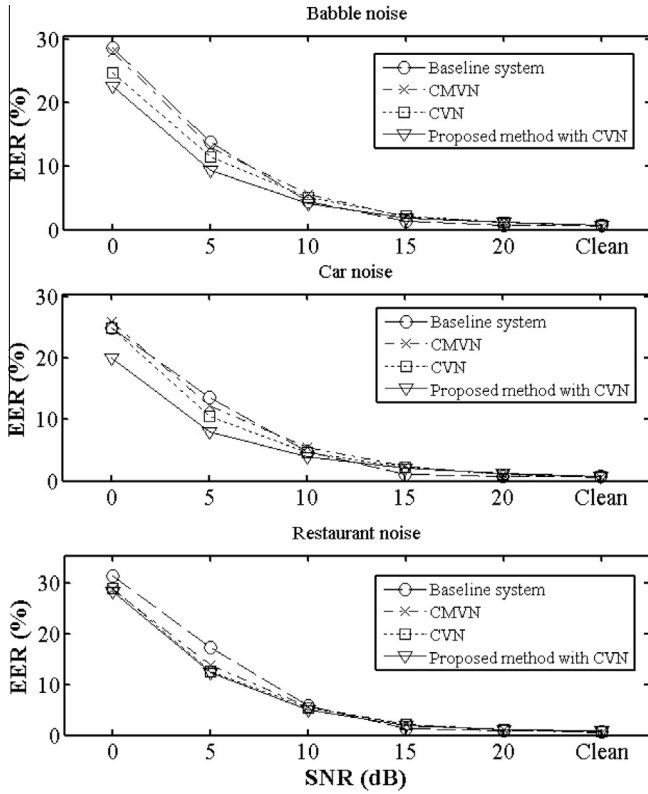 Babble noise
30
20
10
0
EER (%)
Baseline system
CMVN
CVN
Proposed method with CVN
0 5 10 15 20 Clean
Car noise
30
20
10
0
EER (%)
Baseline system
CMVN
CVN
Proposed method with CVN
0 5 10 15 20 Clean
Restaurant noise
30
20
10
0
EER (%)
Baseline system
CMVN
CVN
Proposed method with CVN
0 5 10 15 20 Clean
SNR (dB)